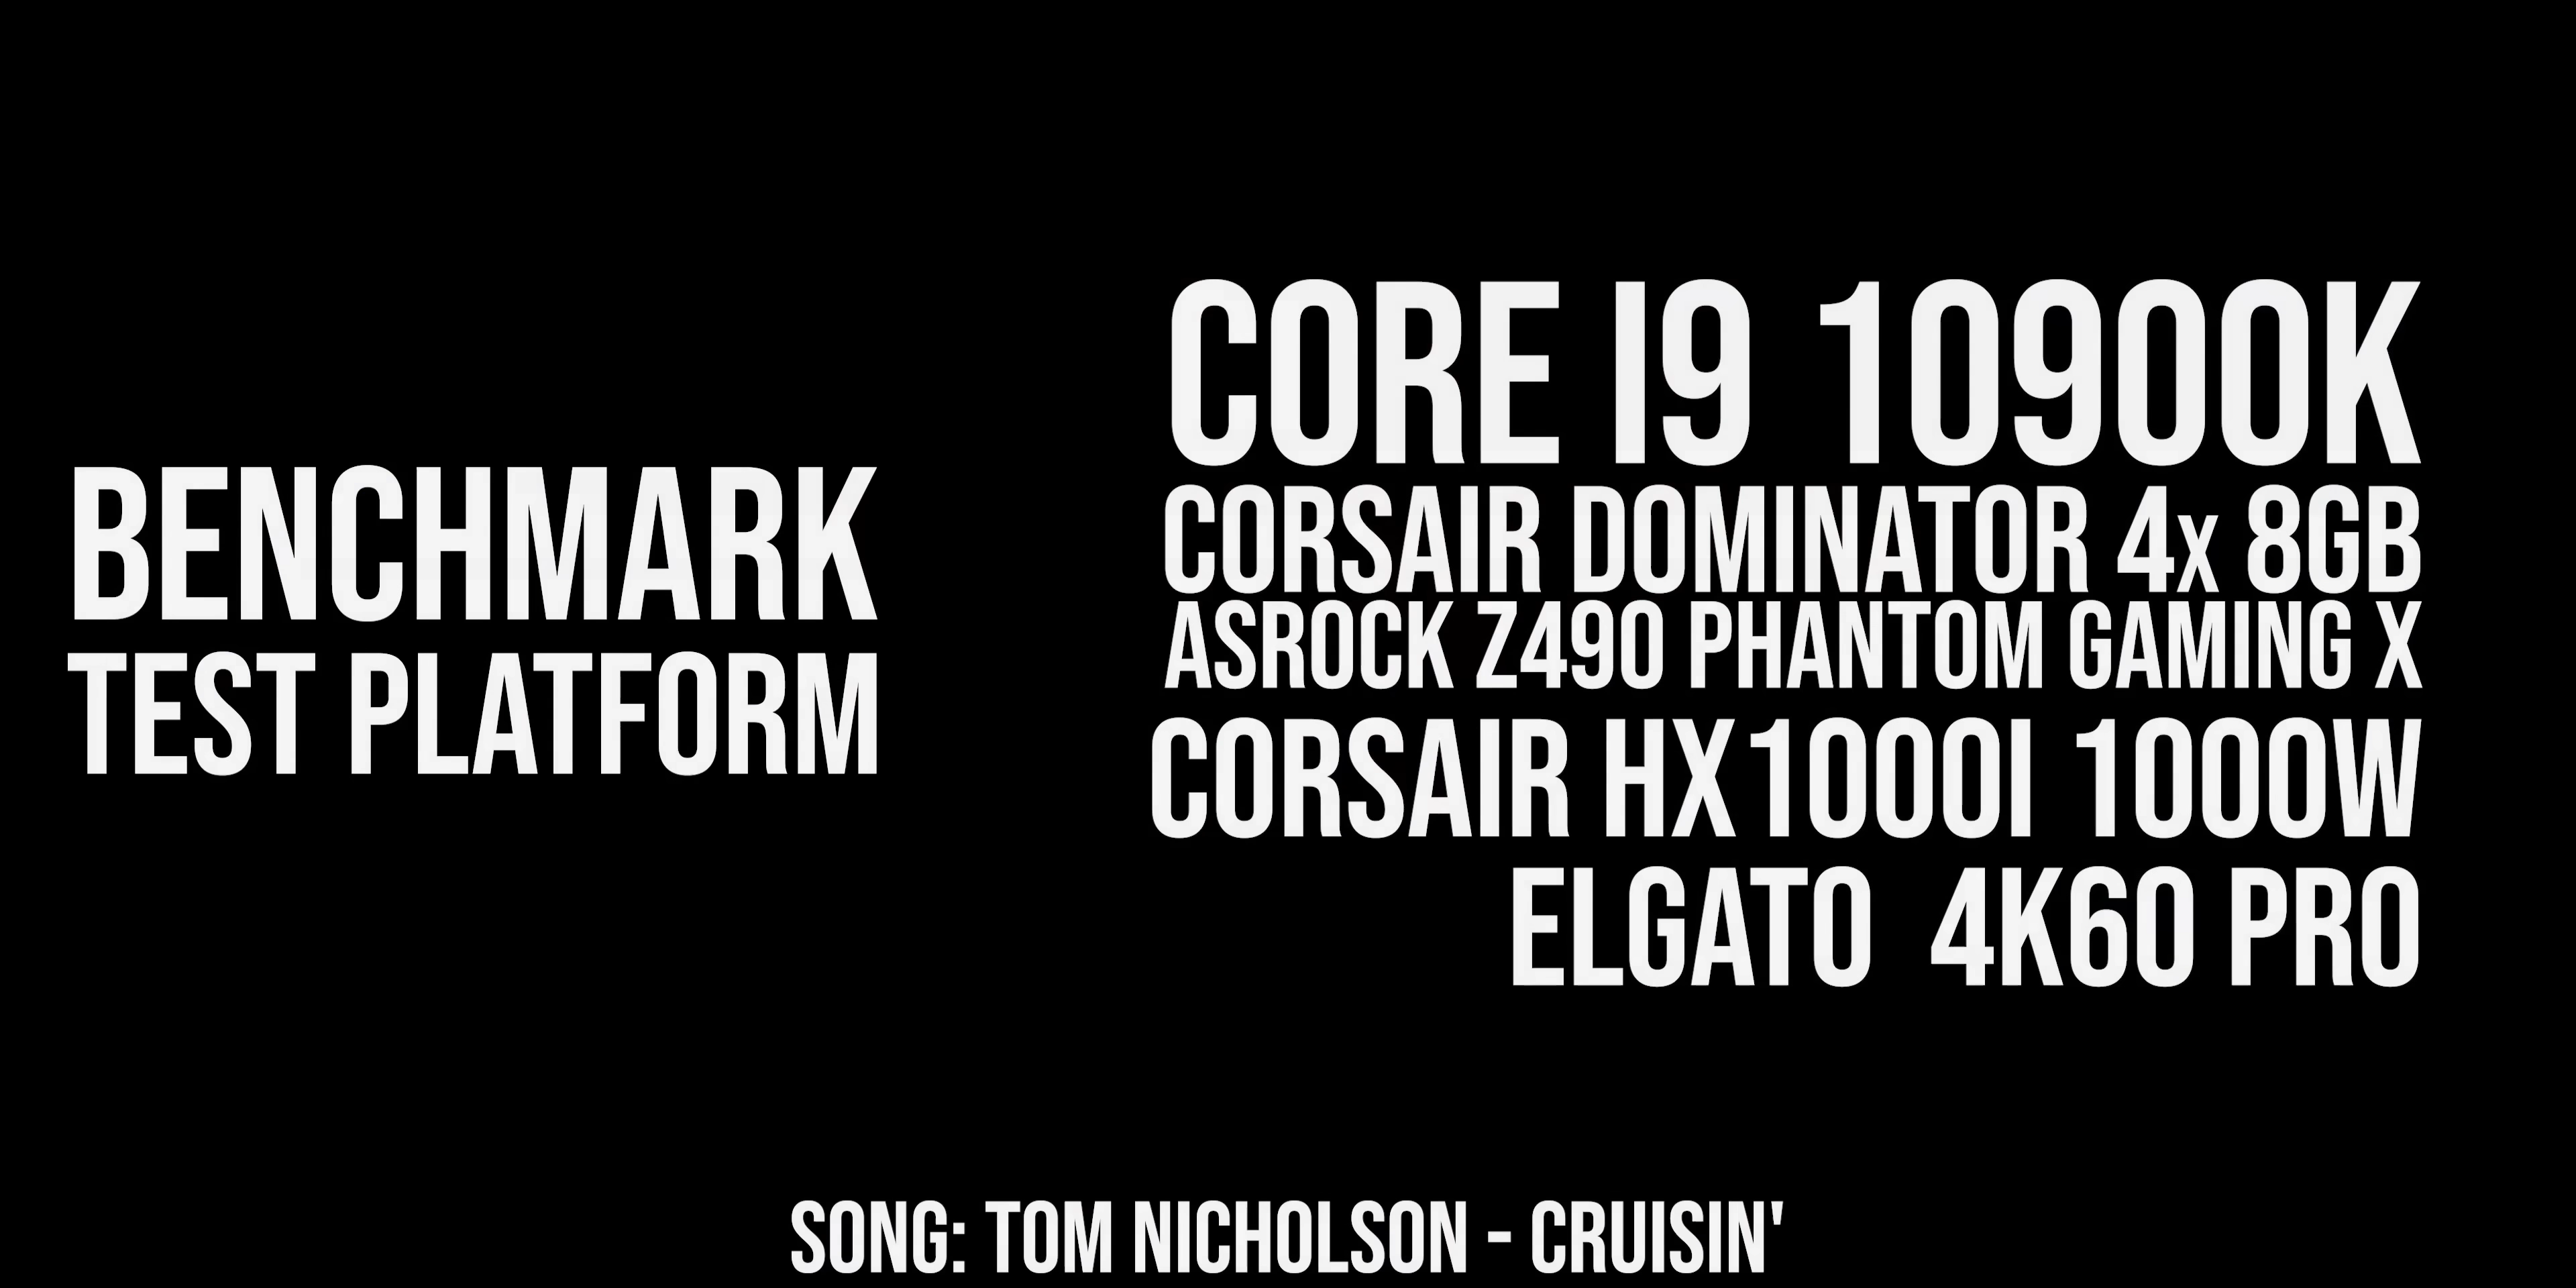 BENCHMARK
TEST PLATFORM
CORE I9 10900K
CORSAIR DOMINATOR 4x 8GB
ASROCK Z490 PHANTOM GAMING X
CORSAIR HX1000I 1000W
ELGATO  4K60 PRO
SONG: TOM NICHOLSON - CRUISIN'